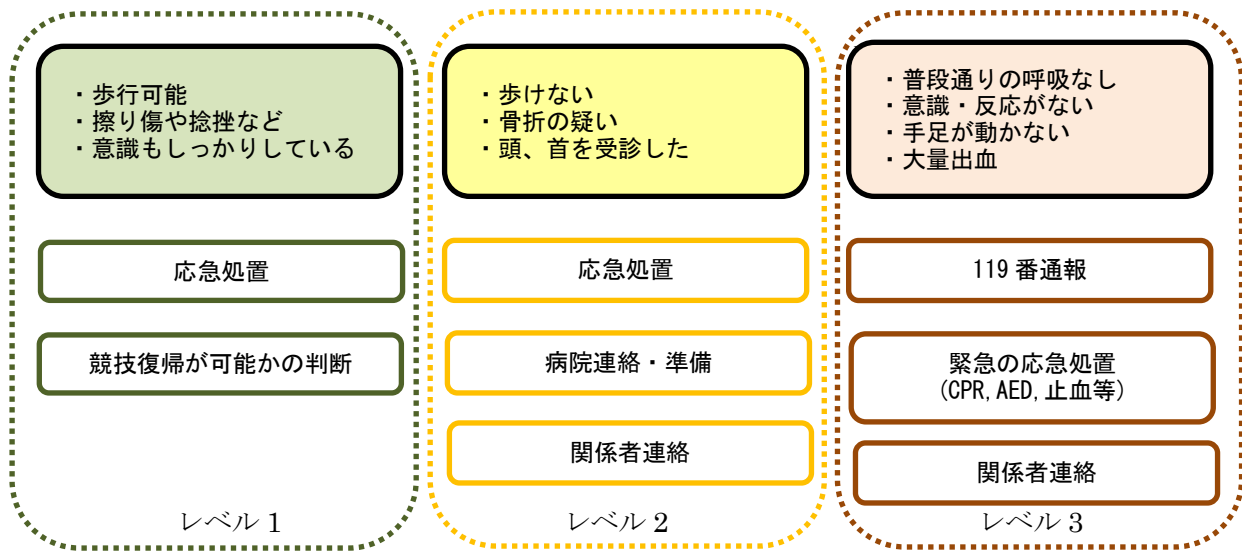 ・歩行可能
・擦り傷や捻挫など
・意識もしっかりしている
応急処置
競技復帰が可能かの判断
レベル 1
・歩けない
・骨折の疑い
・頭、首を受診した
応急処置
病院連絡・準備
関係者連絡
レベル 2
・普段通りの呼吸なし
・意識・反応がない
・手足が動かない
・大量出血
119 番通報
緊急の応急処置
(CPR,AED,止血等)
関係者連絡
レベル 3